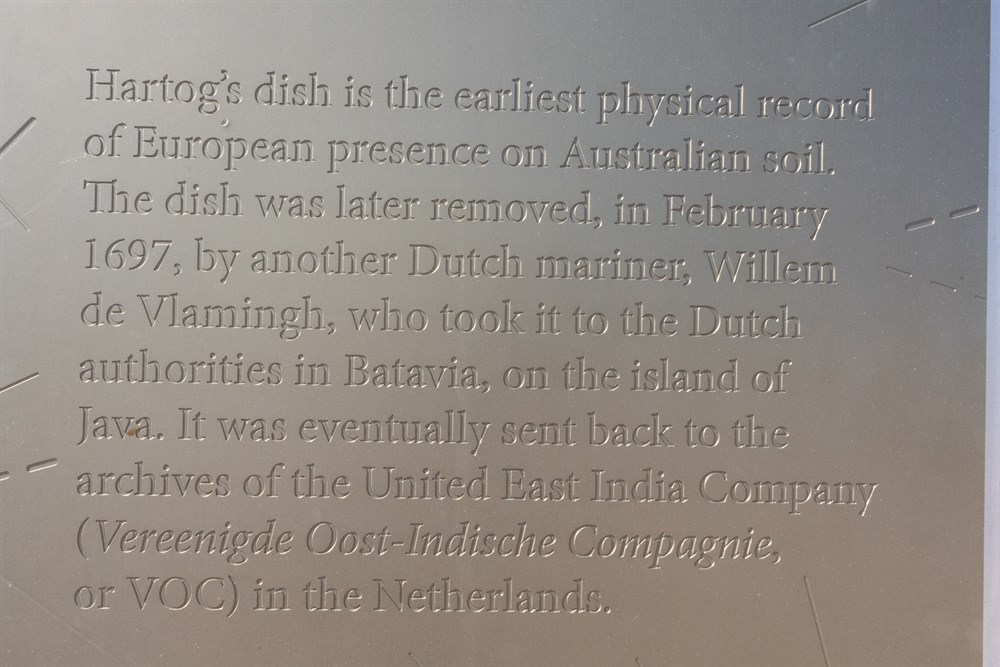 Hartog's dish is the earliest physical record
of European presence on Australian soil.
The dish was later removed, in February
1697, by another Dutch mariner, Willem
de Vlamingh, who took it to the Dutch
authorities in Batavia, on the island of
Java. It was eventually sent back to the
archives of the United East India Company
(Vereenigde Oost-Indische Compagnie,
or VOC) in the Netherlands.